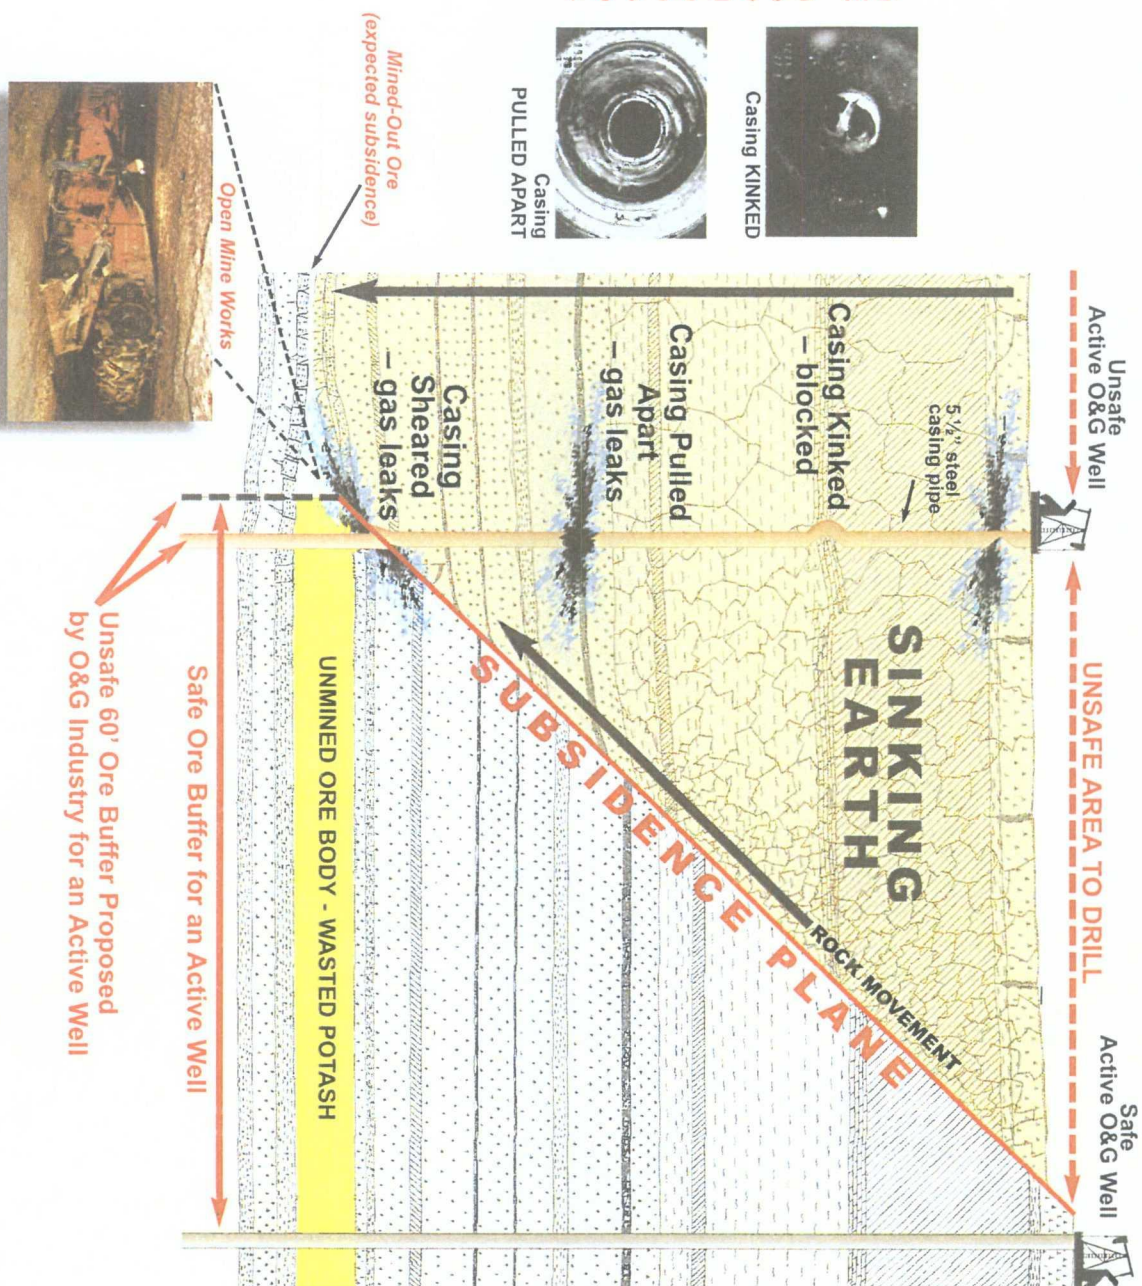 Unsafe
Active O&G Well
UNSAFE AREA TO DRILL
Safe
Active O&G Well
Casing KINKED
Casing
PULLED APART
5 ½" steel
casing pipe
SINKING
EARTH
Casing Kinked
– blocked
ROCK MOVEMENT
Casing Pulled
Apart
– gas leaks
SUBSIDENCE PLANE
Casing
Sheared
– gas leaks
Mined-Out Ore
(expected subsidence)
UNMINED ORE BODY - WASTED POTASH
Open Mine Works
Safe Ore Buffer for an Active Well
Unsafe 60' Ore Buffer Proposed
by O&G Industry for an Active Well